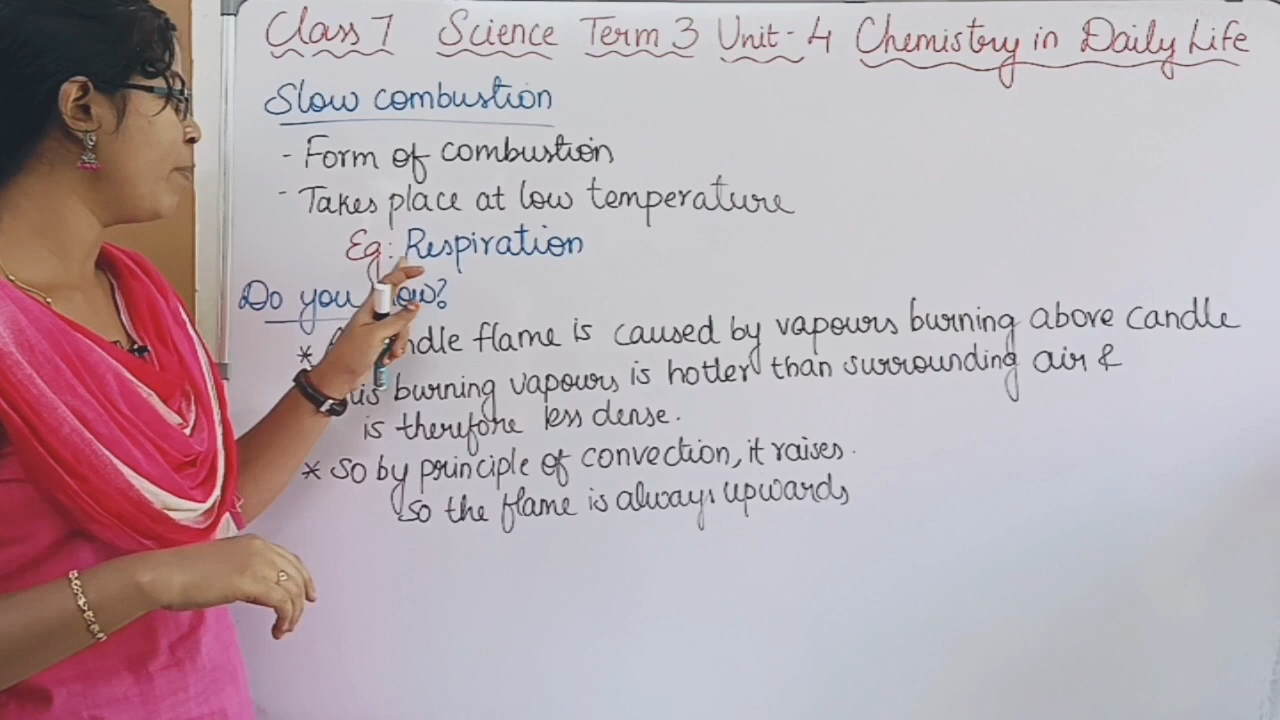 Class 7 Science Term 3 Unit - 4 Chemistry in Daily Life
Slow combustion
- Form of combustion
- Takes place at low temperature
Eg: Respiration
Do you
* flame is caused by vapours burning above candle
burning vapours is hotter than surrounding air &
is therefore less dense.
* so by principle of convection, it raises.
so the flame is always upwards